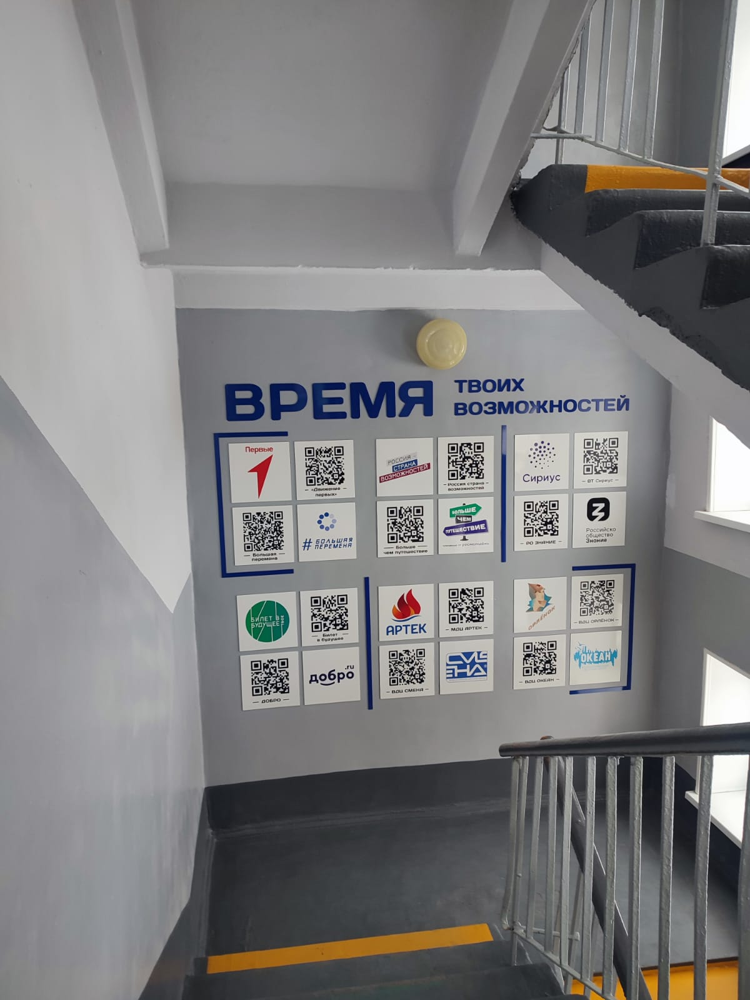 ВРЕМЯ
ТВОИХ
ВОЗМОЖНОСТЕЙ
Первые
«Движение
первых»
РОССИЯ –
СТРАНА
ВОЗМОЖНОСТЕЙ
Россия страна
возможностей
Сириус
ВТ Сириус
Большая
перемена
#БОЛЬШАЯ
ПЕРЕМЕНА
Больше
чем путешествие
БОЛЬШЕ
ЧЕМ
ПУТЕШЕСТВИЕ
РО ЗНАНИЕ
Российско
общество
Знание
БИЛЕТ В
БУДУЩЕЕ
Билет
в будущее
АРТЕК
МДЦ АРТЕК
ОРЛЁНОК
ВДЦ ОРЛЁНОК
ДОБРО
добро.ru
ВДЦ СМЕНА
ВДЦ ОКЕАН
ОКЕАН